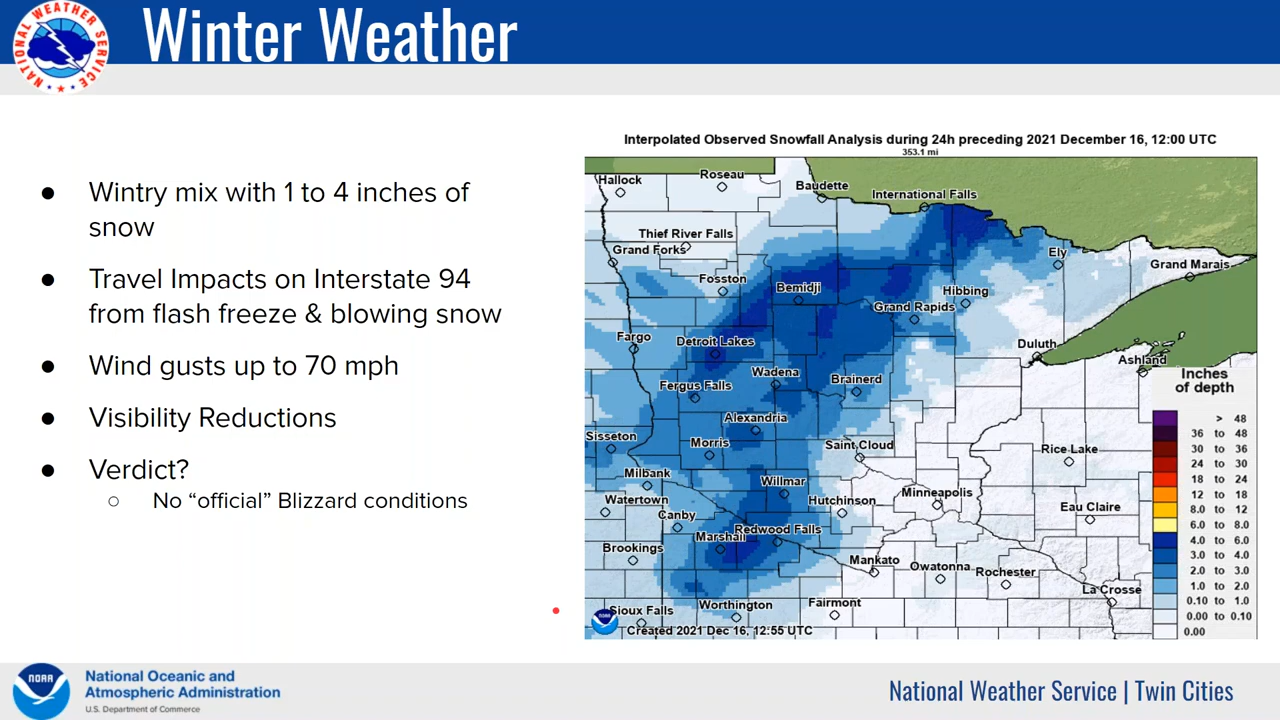 NATIONAL WEATHER SERVICE
Winter Weather
● Wintry mix with 1 to 4 inches of
snow
● Travel Impacts on Interstate 94
from flash freeze & blowing snow
● Wind gusts up to 70 mph
● Visibility Reductions
● Verdict?
○ No “official” Blizzard conditions
Interpolated Observed Snowfall Analysis during 24h preceding 2021 December 16, 12:00 UTC
353.1 mi
Hallock
Roseau
Baudette
International Falls
Thief River Falls
Grand Forks
Ely
Grand Marais
Fosston
Bemidji
Hibbing
Grand Rapids
Fargo
Detroit Lakes
Duluth
Ashland
Wadena
Brainerd
Fergus Falls
Alexandria
Sisseton
Morris
Saint Cloud
Rice Lake
Milbank
Willmar
Minneapolis
Watertown
Hutchinson
Eau Claire
Canby
Redwood Falls
Marshall
Brookings
Mankato
Owatonna
Rochester
La Crosse
Sioux Falls
Worthington
Fairmont
Inches
of depth
> 48
36 to 48
30 to 36
24 to 30
18 to 24
12 to 18
8.0 to 12
6.0 to 8.0
4.0 to 6.0
3.0 to 4.0
2.0 to 3.0
1.0 to 2.0
0.10 to 1.0
0.00 to 0.10
0.00
NOAA
Created 2021 Dec 16, 12:55 UTC
NOAA
National Oceanic and
Atmospheric Administration
U.S. Department of Commerce
National Weather Service | Twin Cities